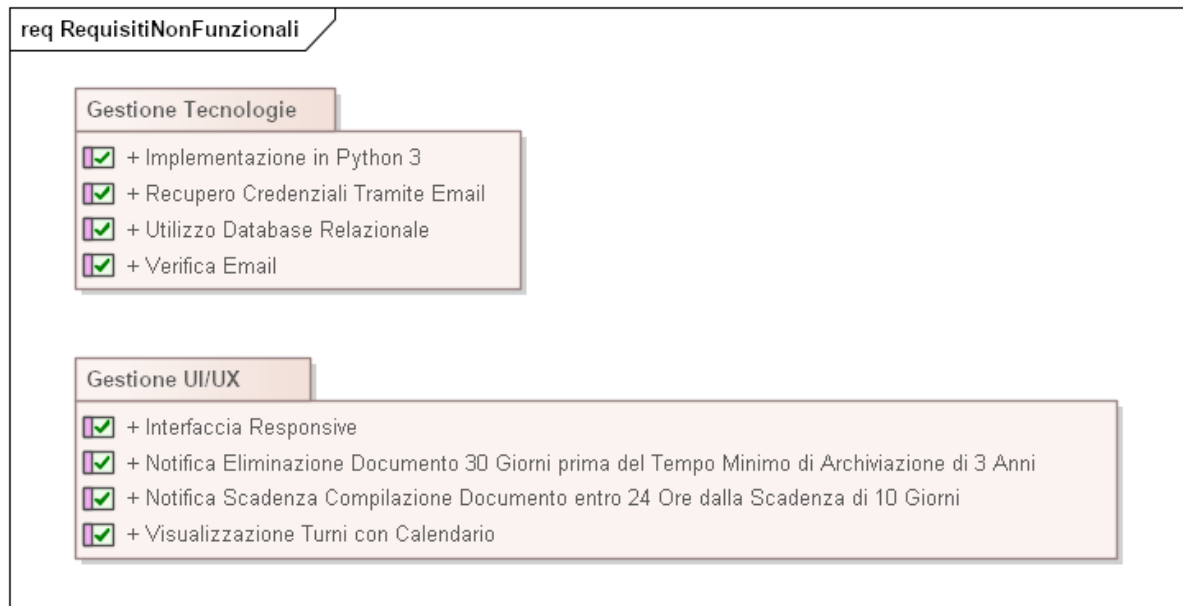 req RequisitiNonFunzionali
Gestione Tecnologie
+ Implementazione in Python 3
+ Recupero Credenziali Tramite Email
+ Utilizzo Database Relazionale
+ Verifica Email
Gestione UI/UX
+ Interfaccia Responsive
+ Notifica Eliminazione Documento 30 Giorni prima del Tempo Minimo di Archiviazione di 3 Anni
+ Notifica Scadenza Compilazione Documento entro 24 Ore dalla Scadenza di 10 Giorni
+ Visualizzazione Turni con Calendario